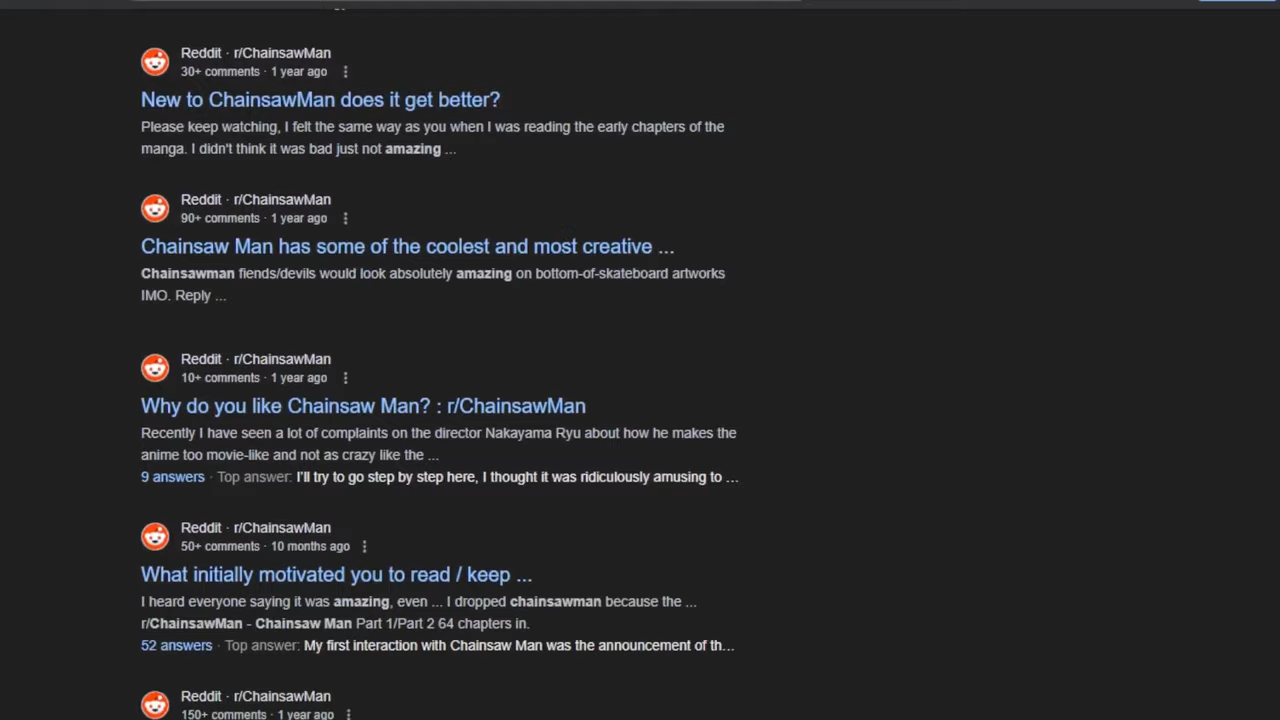 Reddit · r/ChainsawMan
30+ comments · 1 year ago
New to ChainsawMan does it get better?
Please keep watching, I felt the same way as you when I was reading the early chapters of the
manga. I didn't think it was bad just not amazing ...
Reddit · r/ChainsawMan
90+ comments · 1 year ago
Chainsaw Man has some of the coolest and most creative ...
Chainsawman fiends/devils would look absolutely amazing on bottom-of-skateboard artworks
IMO. Reply ...
Reddit · r/ChainsawMan
10+ comments · 1 year ago
Why do you like Chainsaw Man? : r/ChainsawMan
Recently I have seen a lot of complaints on the director Nakayama Ryu about how he makes the
anime too movie-like and not as crazy like the ...
9 answers · Top answer: I'll try to go step by step here, I thought it was ridiculously amusing to ...
Reddit · r/ChainsawMan
50+ comments · 10 months ago
What initially motivated you to read / keep ...
I heard everyone saying it was amazing, even ... I dropped chainsawman because the ...
r/ChainsawMan - Chainsaw Man Part 1/Part 2 64 chapters in.
52 answers · Top answer: My first interaction with Chainsaw Man was the announcement of th...
Reddit · r/ChainsawMan
150+ comments · 1 year ago